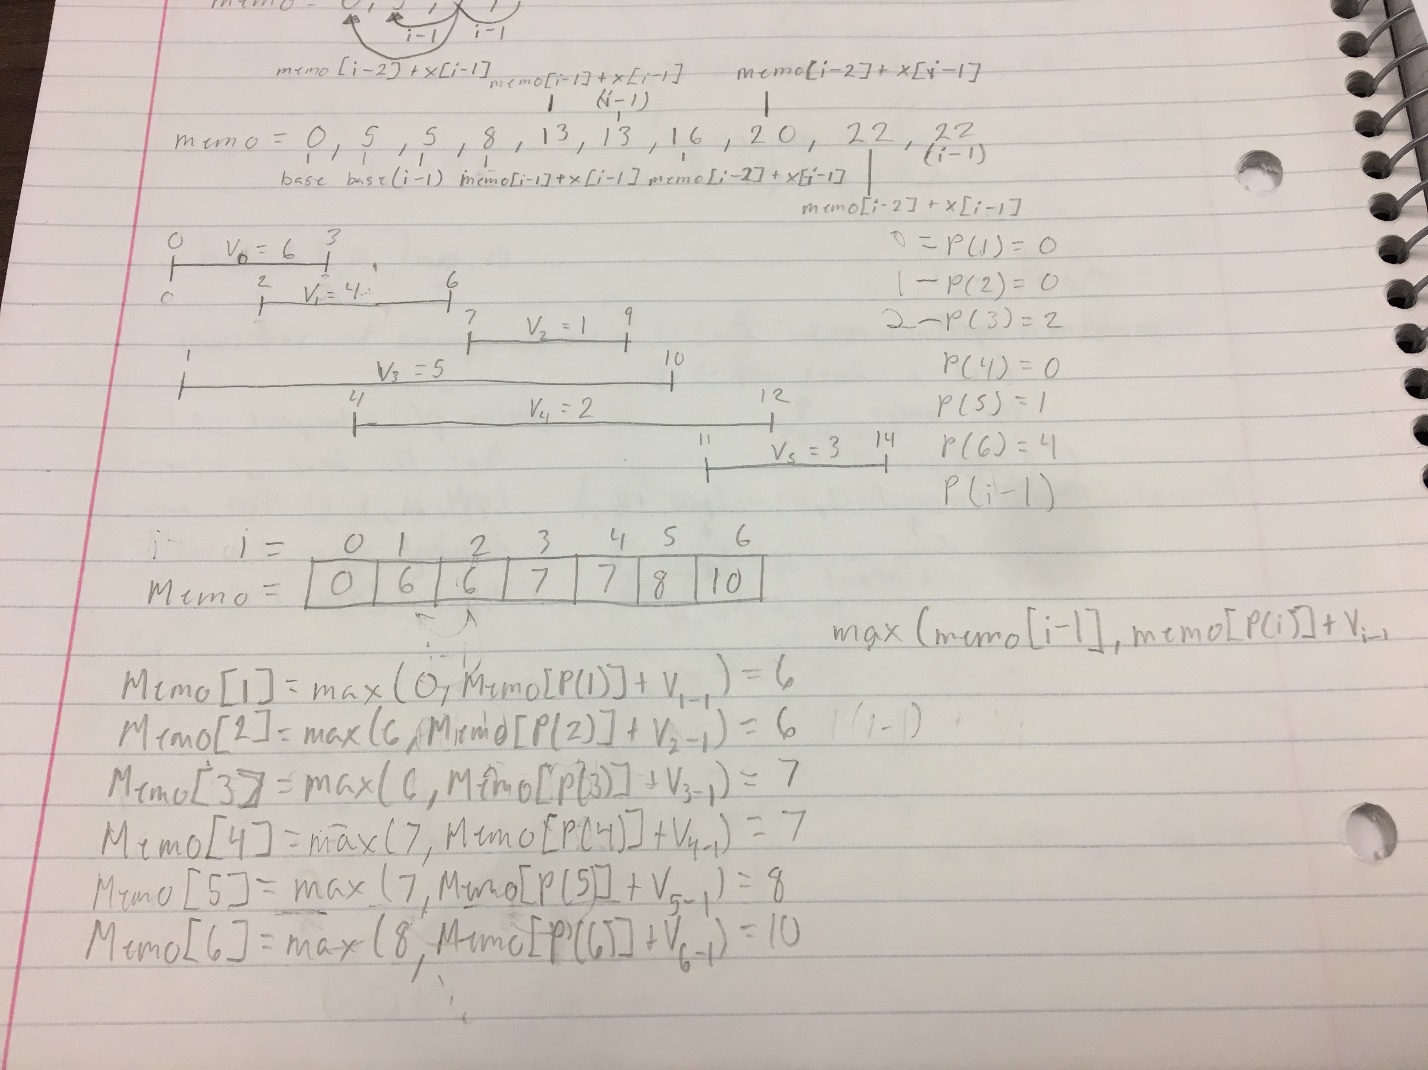 i-1 i-1
memo[i-2]+x[i-1] memo[i-1]+x[i-1] memo[i-2]+x[i-1]
(i-1)
memo = 0, 5, 5, 8, 13, 13, 16, 20, 22, 22
base base (i-1) memo[i-1]+x[i-1] memo[i-2]+x[i-1] (i-1)
memo[i-2]+x[i-1]
0 V0 = 6 3
0 = P(1) = 0
2 V1 = 4 6
1 - P(2) = 0
7 V2 = 1 9
2 - P(3) = 2
1 V3 = 5 10
P(4) = 0
4 V4 = 2 12
P(5) = 1
11 V5 = 3 14
P(6) = 4
P(i-1)
i = 0 1 2 3 4 5 6
Memo = 0 6 6 7 7 8 10
max(memo[i-1], memo[P(i)]+Vi-1
Memo[1] = max(0, Memo[P(1)] + V1-1) = 6
Memo[2] = max(6, Memo[P(2)] + V2-1) = 6
Memo[3] = max(6, Memo[P(3)] + V3-1) = 7
Memo[4] = max(7, Memo[P(4)] + V4-1) = 7
Memo[5] = max(7, Memo[P(5)] + V5-1) = 8
Memo[6] = max(8, Memo[P(6)] + V6-1) = 10